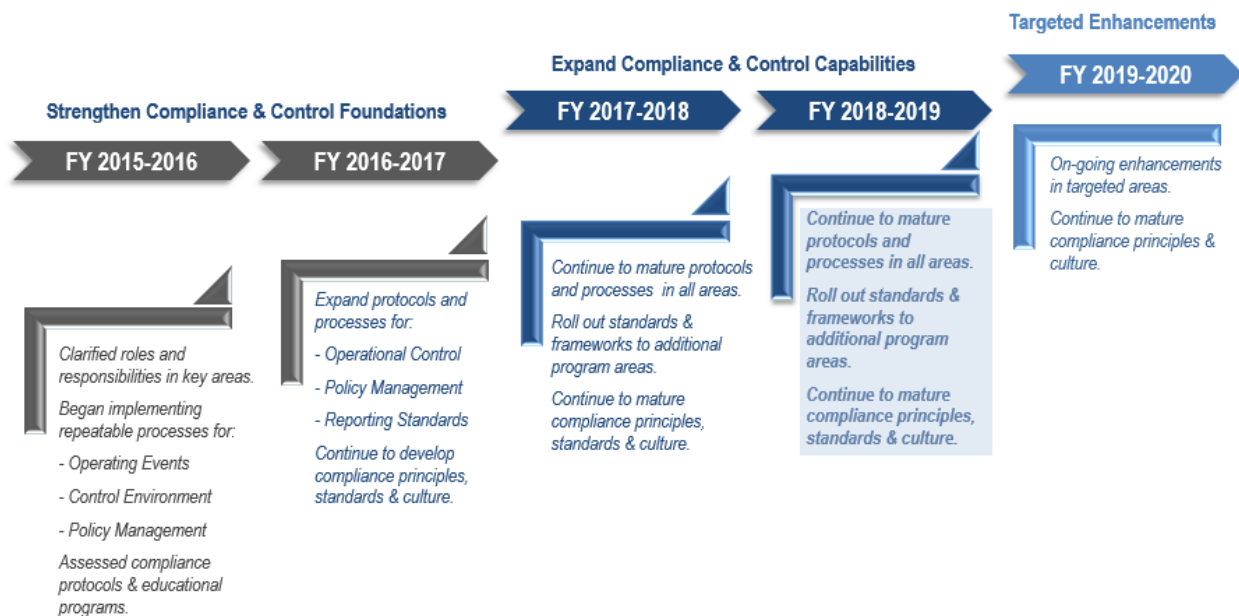 Targeted Enhancements
FY 2019-2020
Expand Compliance & Control Capabilities
FY 2017-2018
FY 2018-2019
Strengthen Compliance & Control Foundations
FY 2015-2016
FY 2016-2017
Clarified roles and
responsibilities in key areas.
Began implementing
repeatable processes for:
- Operating Events
- Control Environment
- Policy Management
Assessed compliance
protocols & educational
programs.
Expand protocols and
processes for:
- Operational Control
- Policy Management
- Reporting Standards
Continue to develop
compliance principles,
standards & culture.
Continue to mature protocols
and processes in all areas.
Roll out standards &
frameworks to additional
program areas.
Continue to mature
compliance principles,
standards & culture.
Continue to mature
protocols and
processes in all areas.
Roll out standards &
frameworks to
additional program
areas.
Continue to mature
compliance principles,
standards & culture.
On-going enhancements
in targeted areas.
Continue to mature
compliance principles &
culture.